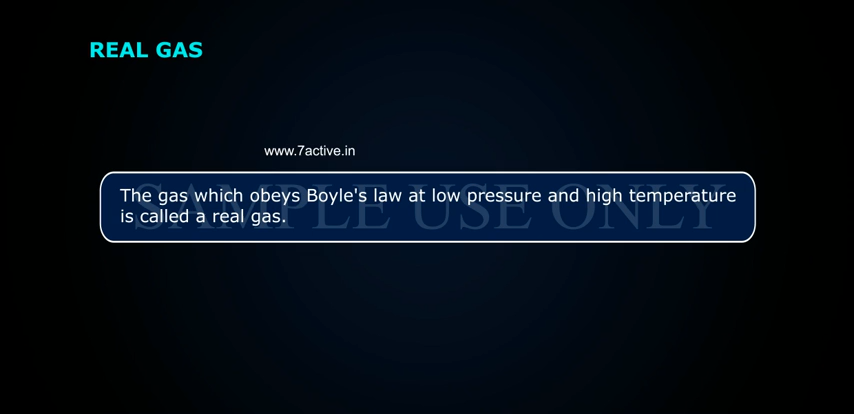 REAL GAS
www.7active.in
SAMPLE USE ONLY
The gas which obeys Boyle's law at low pressure and high temperature
is called a real gas.